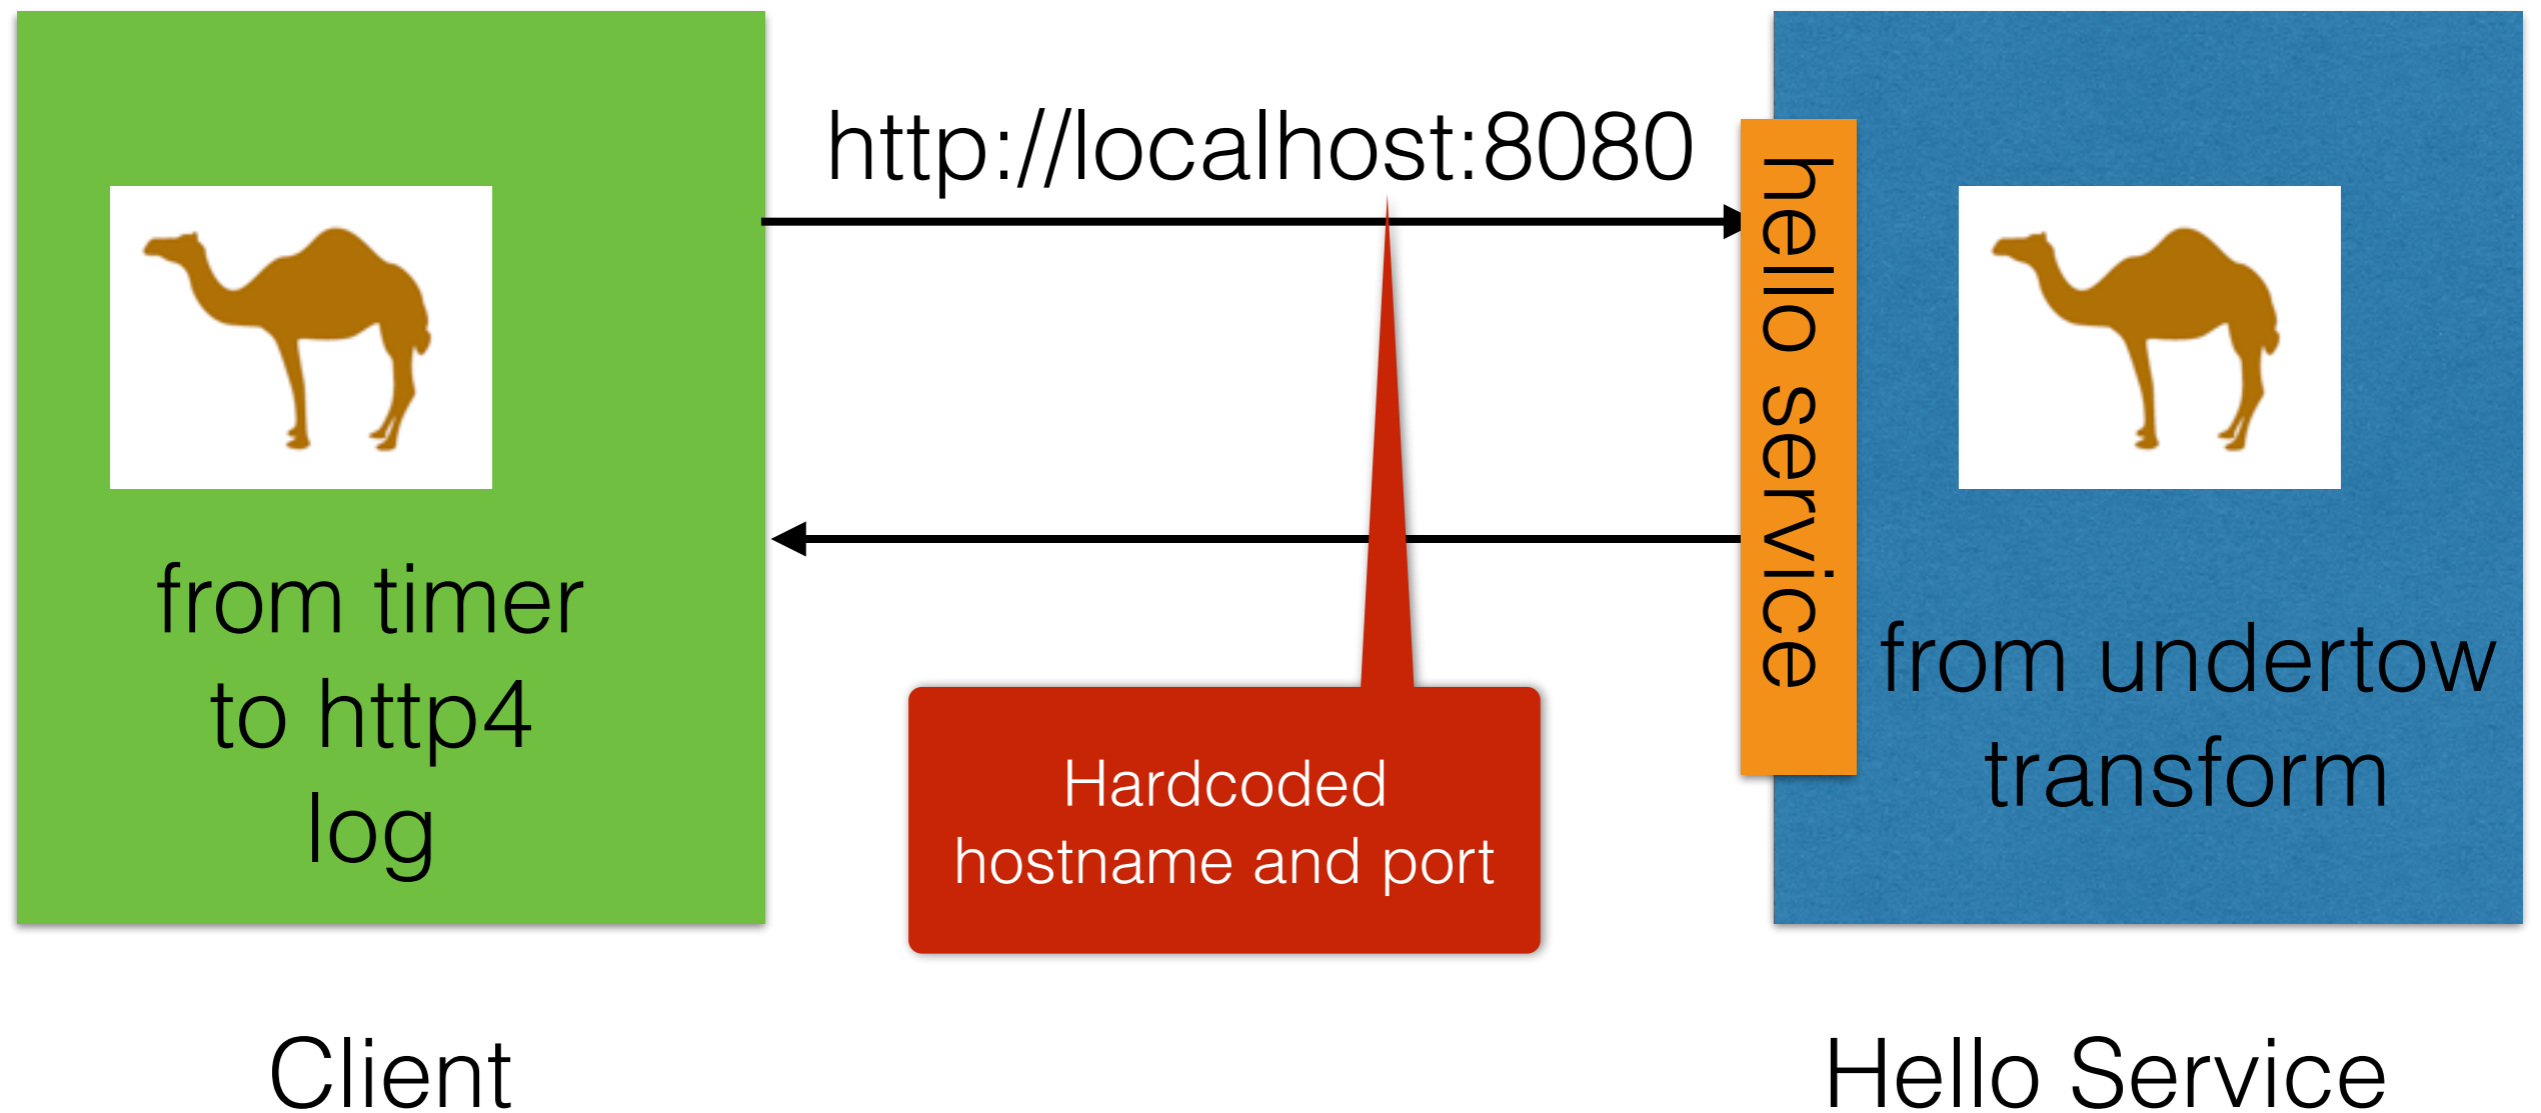 http://localhost:8080
hello service
from timer
to http4
log
from undertow
transform
Hardcoded
hostname and port
Client
Hello Service